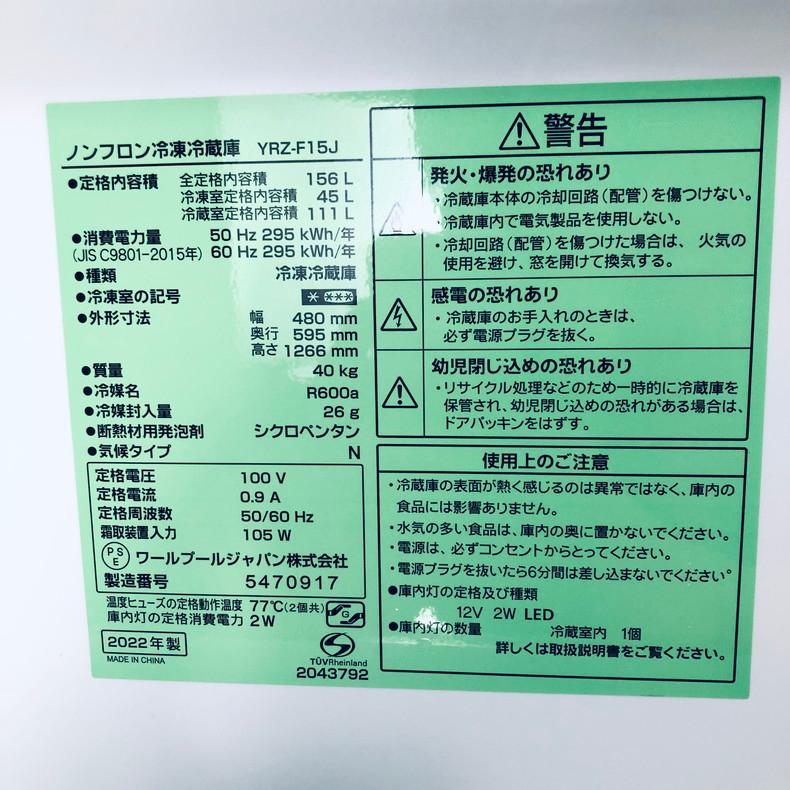 ノンフロン冷凍冷蔵庫 YRZ-F15J
●定格内容積 全定格内容積 156 L
冷凍室定格内容積 45 L
冷蔵室定格内容積 111 L
●消費電力量 50 Hz 295 kWh/年
(JIS C9801-2015年) 60 Hz 295 kWh/年
●種類 冷凍冷蔵庫
●冷凍室の記号 * ***
●外形寸法 幅 480 mm
奥行 595 mm
高さ 1266 mm
●質量 40 kg
●冷媒名 R600a
●冷媒封入量 26 g
●断熱材用発泡剤 シクロペンタン
●気候タイプ N
定格電圧 100 V
定格電流 0.9 A
定格周波数 50/60 Hz
霜取装置入力 105 W
PSE ワールプールジャパン株式会社
製造番号 5470917
温度ヒューズの定格動作温度 77℃(2個共)
庫内灯の定格消費電力 2W
G
2022年製
MADE IN CHINA
TÜVRheinland
2043792
警告
発火・爆発の恐れあり
・冷蔵庫本体の冷却回路(配管)を傷つけない。
・冷蔵庫内で電気製品を使用しない。
・冷却回路(配管)を傷つけた場合は、火気の
使用を避け、窓を開けて換気する。
感電の恐れあり
・冷蔵庫のお手入れのときは、
必ず電源プラグを抜く。
幼児閉じ込めの恐れあり
・リサイクル処理などのため一時的に冷蔵庫を
保管され、幼児閉じ込めの恐れがある場合は、
ドアパッキンをはずす。
使用上のご注意
・冷蔵庫の表面が熱く感じるのは異常ではなく、庫内の
食品には影響ありません。
・水気の多い食品は、庫内の奥に置かないでください。
・電源は、必ずコンセントからとってください。
・電源プラグを抜いたら6分間は差し込まないでください。
●庫内灯の定格及び種類
12V 2W LED
●庫内灯の数量 冷蔵室内 1個
詳しくは取扱説明書をご覧ください。